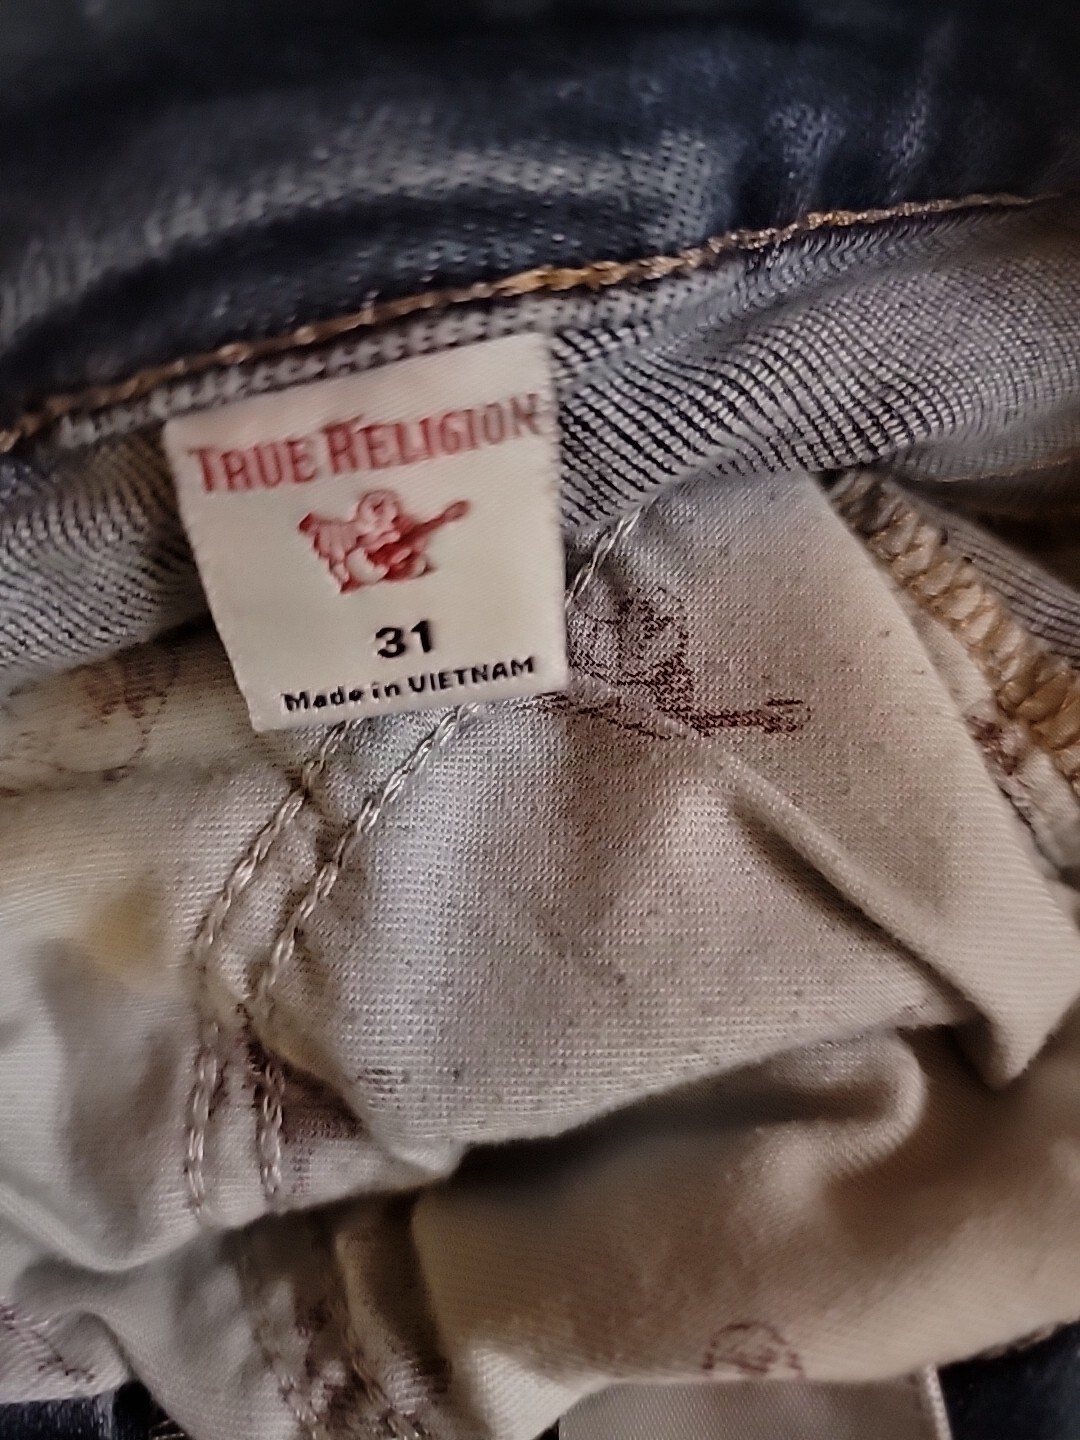 TRUE RELIGION
31
Made in VIETNAM